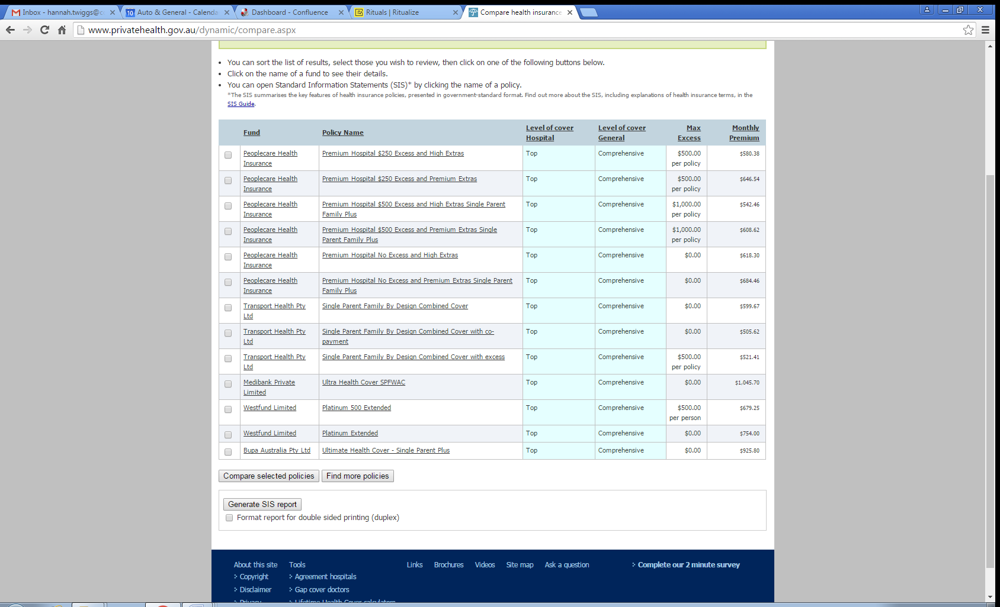 Inbox - hannah.twiggs@c
10 Auto & General - Calenda
Dashboard - Confluence
Rituals | Ritualize
Compare health insurance
www.privatehealth.gov.au/dynamic/compare.aspx
• You can sort the list of results, select those you wish to review, then click on one of the following buttons below.
• Click on the name of a fund to see their details.
• You can open Standard Information Statements (SIS)* by clicking the name of a policy.
*The SIS summarises the key features of health insurance policies, presented in government-standard format. Find out more about the SIS, including explanations of health insurance terms, in the
SIS Guide.
Fund Policy Name Level of cover Hospital Level of cover General Max Excess Monthly Premium
Peoplecare Health Insurance Premium Hospital $250 Excess and High Extras Top Comprehensive $500.00 per policy $580.38
Peoplecare Health Insurance Premium Hospital $250 Excess and Premium Extras Top Comprehensive $500.00 per policy $646.54
Peoplecare Health Insurance Premium Hospital $500 Excess and High Extras Single Parent Family Plus Top Comprehensive $1,000.00 per policy $542.46
Peoplecare Health Insurance Premium Hospital $500 Excess and Premium Extras Single Parent Family Plus Top Comprehensive $1,000.00 per policy $608.62
Peoplecare Health Insurance Premium Hospital No Excess and High Extras Top Comprehensive $0.00 $618.30
Peoplecare Health Insurance Premium Hospital No Excess and Premium Extras Single Parent Family Plus Top Comprehensive $0.00 $684.46
Transport Health Pty Ltd Single Parent Family By Design Combined Cover Top Comprehensive $0.00 $599.67
Transport Health Pty Ltd Single Parent Family By Design Combined Cover with co-payment Top Comprehensive $0.00 $505.62
Transport Health Pty Ltd Single Parent Family By Design Combined Cover with excess Top Comprehensive $500.00 per policy $521.41
Medibank Private Limited Ultra Health Cover SPFWAC Top Comprehensive $0.00 $1,045.70
Westfund Limited Platinum 500 Extended Top Comprehensive $500.00 per person $679.25
Westfund Limited Platinum Extended Top Comprehensive $0.00 $754.00
Bupa Australia Pty Ltd Ultimate Health Cover - Single Parent Plus Top Comprehensive $0.00 $925.80
Compare selected policies Find more policies
Generate SIS report
Format report for double sided printing (duplex)
About this site Tools Links Brochures Videos Site map Ask a question Complete our 2 minute survey
Copyright Agreement hospitals
Disclaimer Gap cover doctors
Privacy Lifetime Health Cover calculators